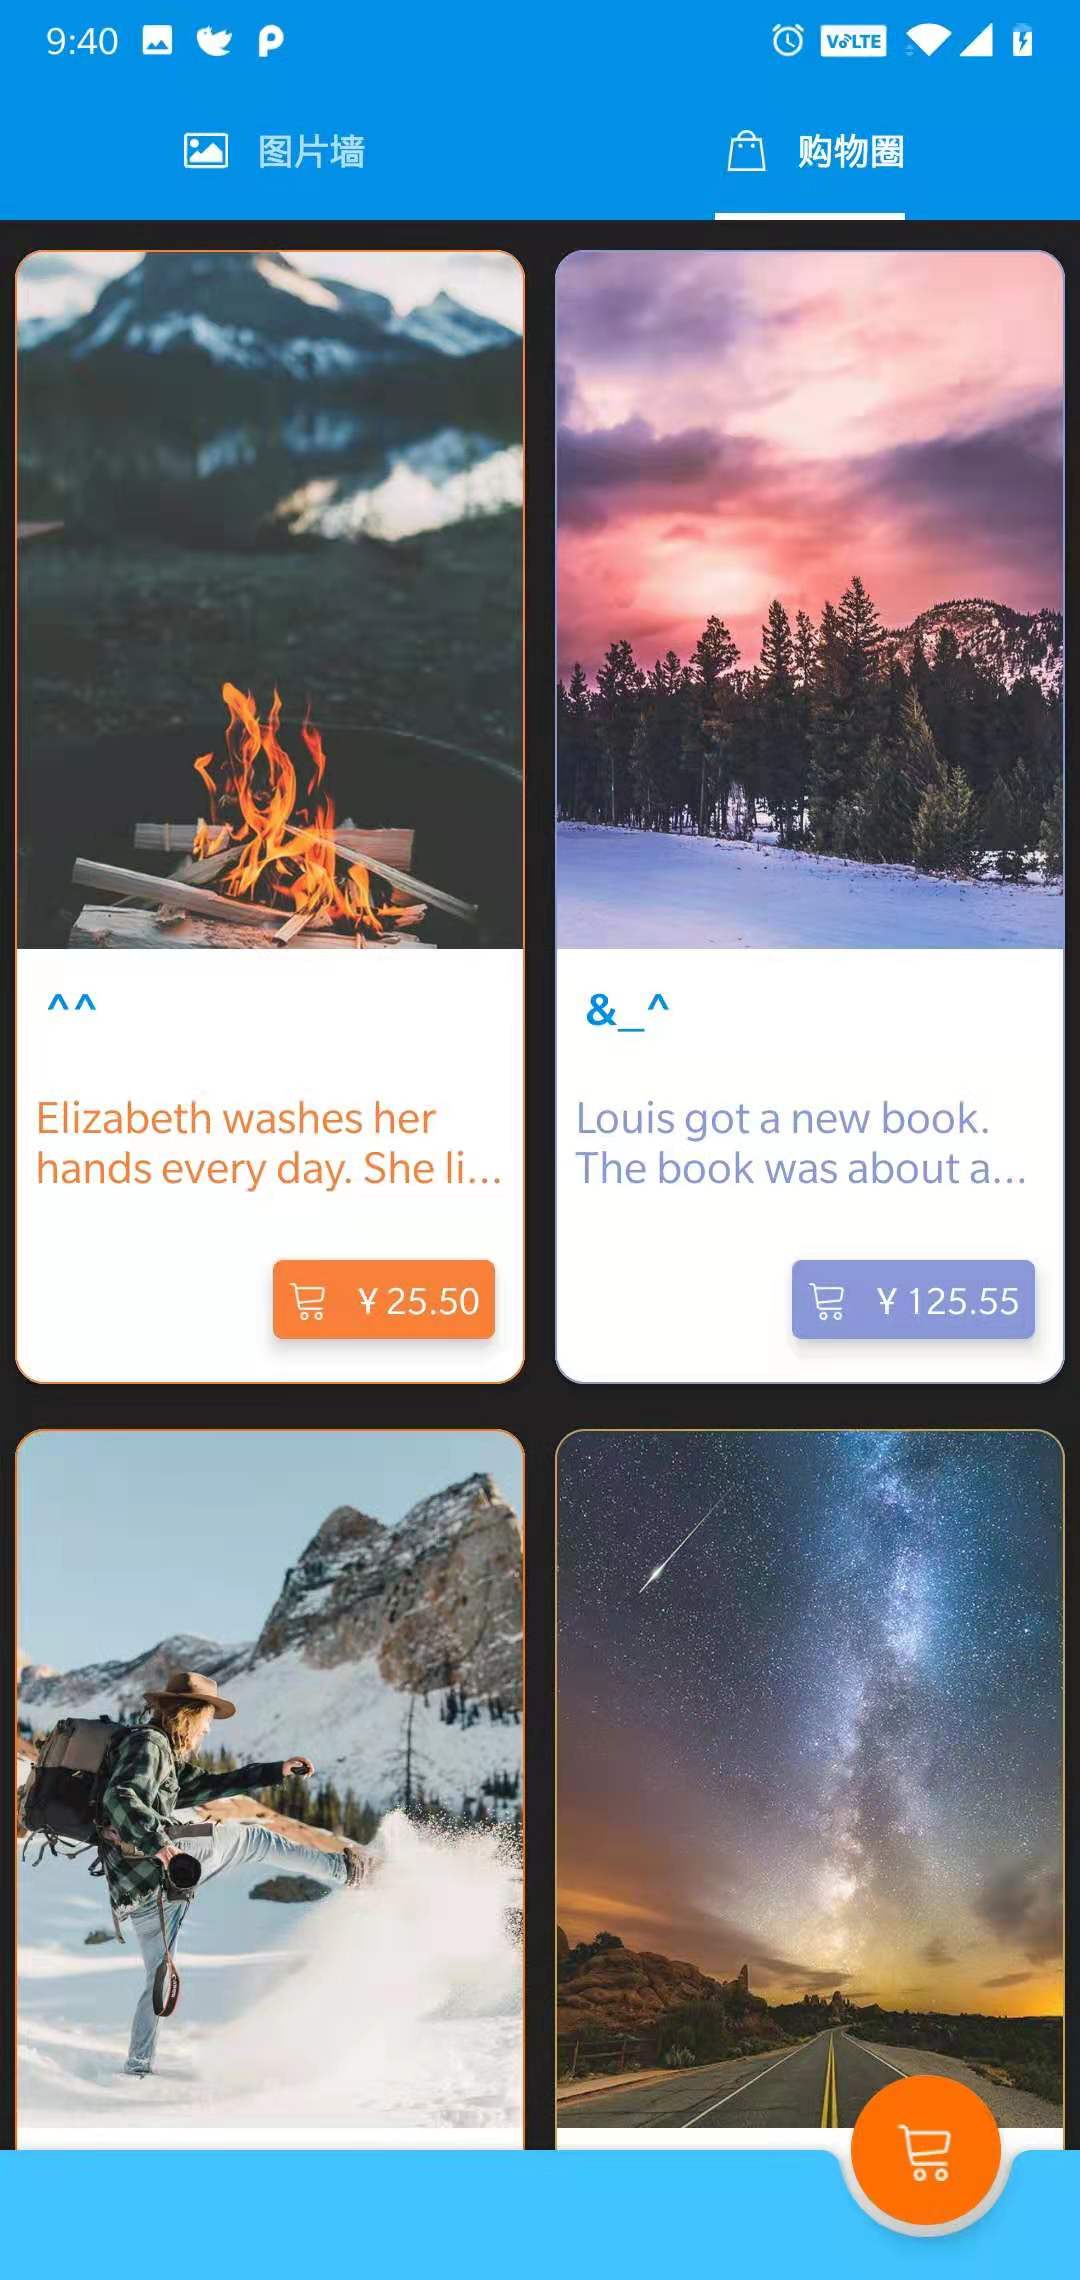 9:40
VoLTE
图片墙
购物圈
^^
Elizabeth washes her
hands every day. She li...
¥ 25.50
&_^
Louis got a new book.
The book was about a...
¥ 125.55